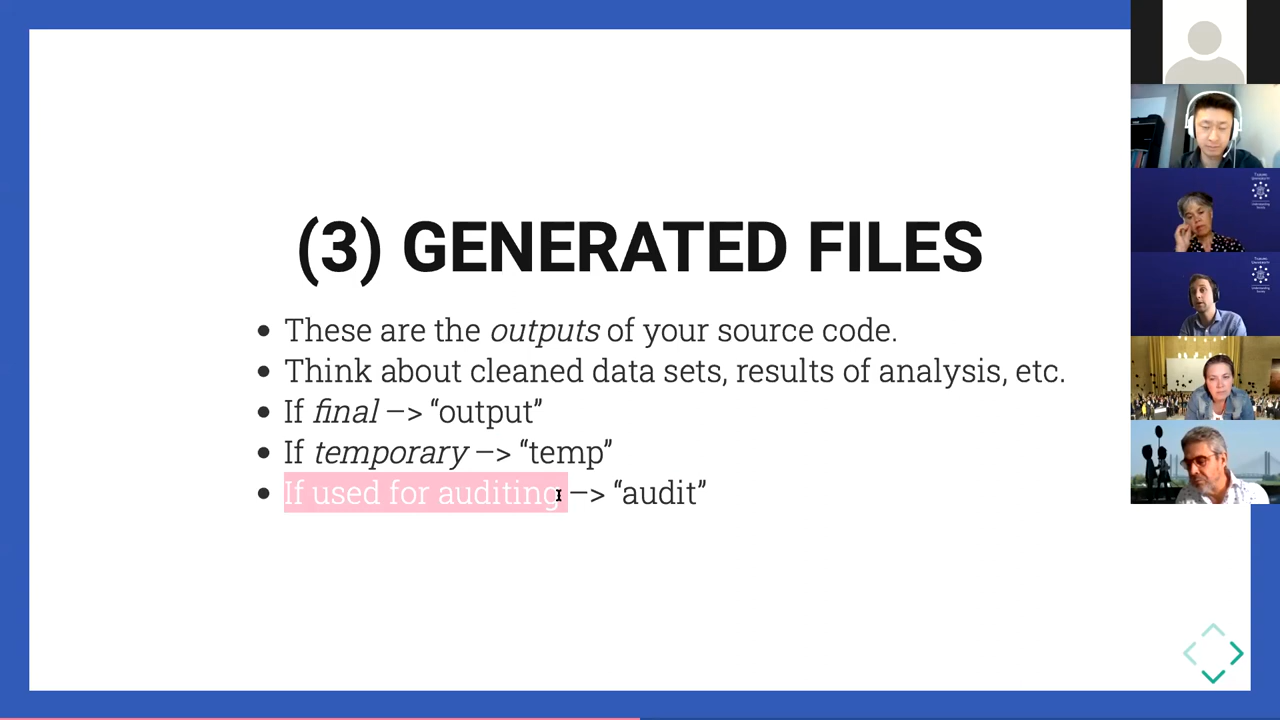 (3) GENERATED FILES
These are the outputs of your source code.
Think about cleaned data sets, results of analysis, etc.
If final —> “output”
If temporary —> “temp”
If used for auditing —> “audit”